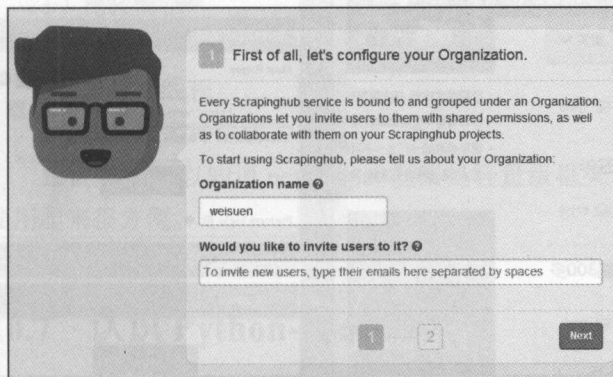 1 First of all, let's configure your Organization.
Every Scrapinghub service is bound to and grouped under an Organization.
Organizations let you invite users to them with shared permissions, as well
as to collaborate with them on your Scrapinghub projects.
To start using Scrapinghub, please tell us about your Organization:
Organization name
weisuen
Would you like to invite users to it?
To invite new users, type their emails here separated by spaces
1 2 Next